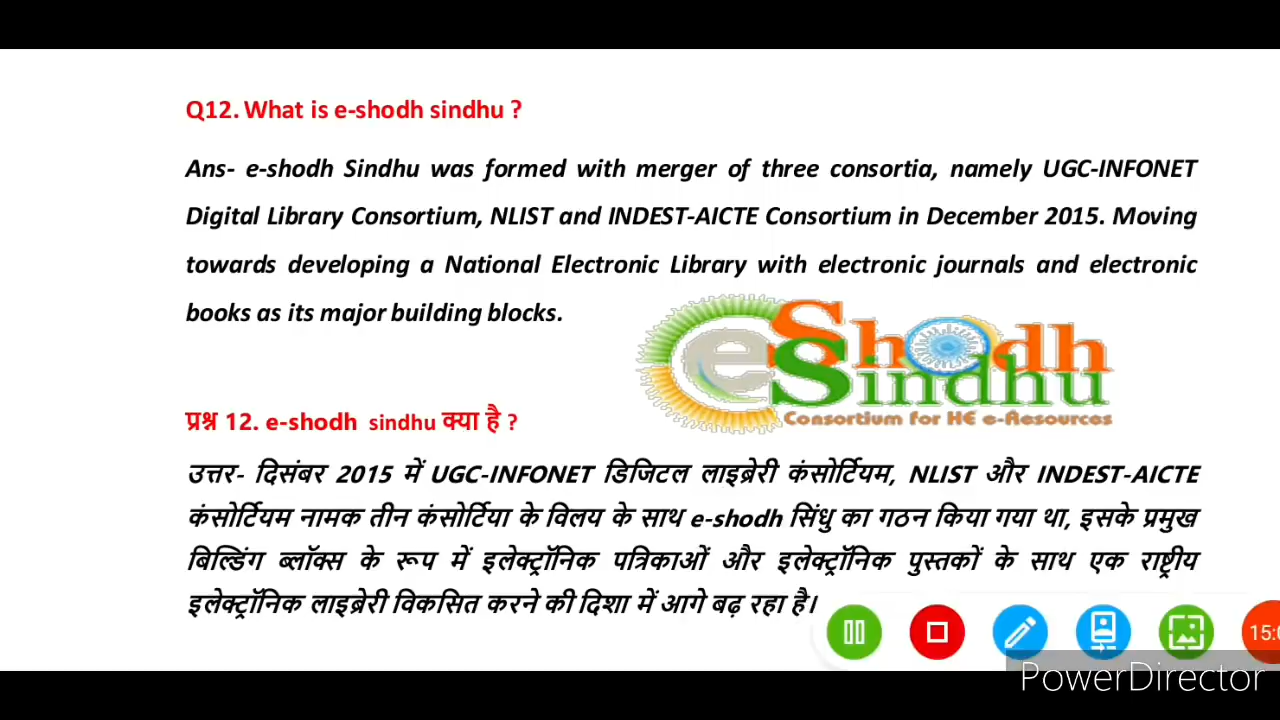 Q12. What is e-shodh sindhu ?
Ans- e-shodh Sindhu was formed with merger of three consortia, namely UGC-INFONET
Digital Library Consortium, NLIST and INDEST-AICTE Consortium in December 2015. Moving
towards developing a National Electronic Library with electronic journals and electronic
books as its major building blocks.
eShodh
Sindhu
Consortium for HE e-Resources
प्रश्न 12. e-shodh sindhu क्या है ?
उत्तर- दिसंबर 2015 में UGC-INFONET डिजिटल लाइब्रेरी कंसोर्टियम, NLIST और INDEST-AICTE
कंसोर्टियम नामक तीन कंसोर्टिया के विलय के साथ e-shodh सिंधु का गठन किया गया था, इसके प्रमुख
बिल्डिंग ब्लॉक्स के रूप में इलेक्ट्रॉनिक पत्रिकाओं और इलेक्ट्रॉनिक पुस्तकों के साथ एक राष्ट्रीय
इलेक्ट्रॉनिक लाइब्रेरी विकसित करने की दिशा में आगे बढ़ रहा है।
PowerDirector